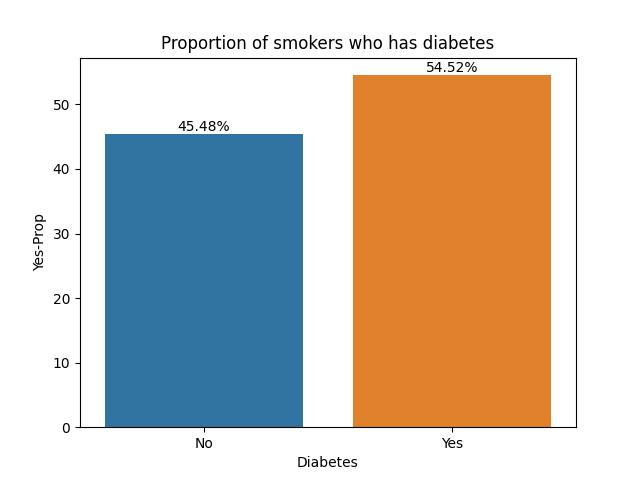 Proportion of smokers who has diabetes
54.52%
45.48%
50
40
30
20
10
0
Yes-Prop
No
Yes
Diabetes